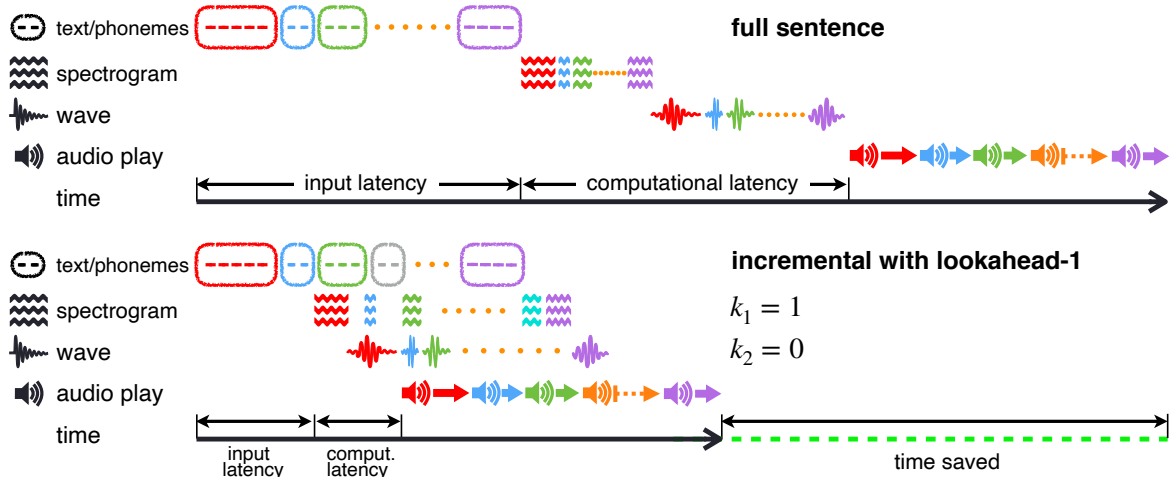 text/phonemes
full sentence
spectrogram
wave
audio play
input latency
computational latency
time
text/phonemes
incremental with lookahead-1
spectrogram
k₁ = 1
wave
k₂ = 0
audio play
time
input
latency
comput.
latency
time saved